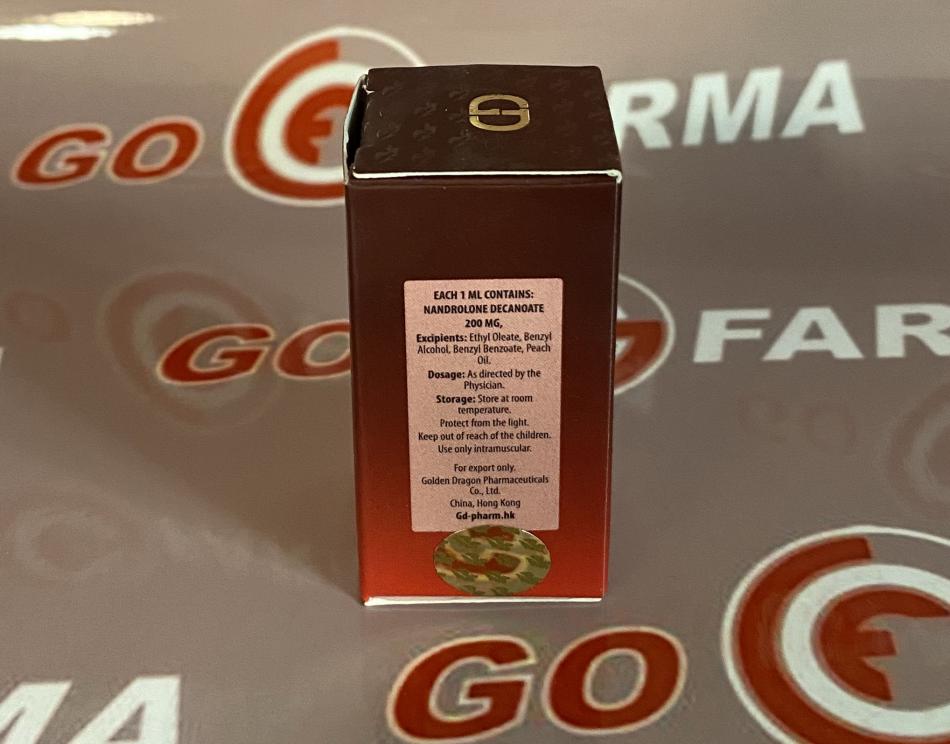 GO
FARMA
EACH 1 ML CONTAINS:
NANDROLONE DECANOATE
200 MG,
Excipients: Ethyl Oleate, Benzyl
Alcohol, Benzyl Benzoate, Peach
Oil.
Dosage: As directed by the
Physician.
Storage: Store at room
temperature.
Protect from the light.
Keep out of reach of the children.
Use only intramuscular.
For export only.
Golden Dragon Pharmaceuticals
Co., Ltd.
China, Hong Kong
Gd-pharm.hk
GO
FAR
GO
MA